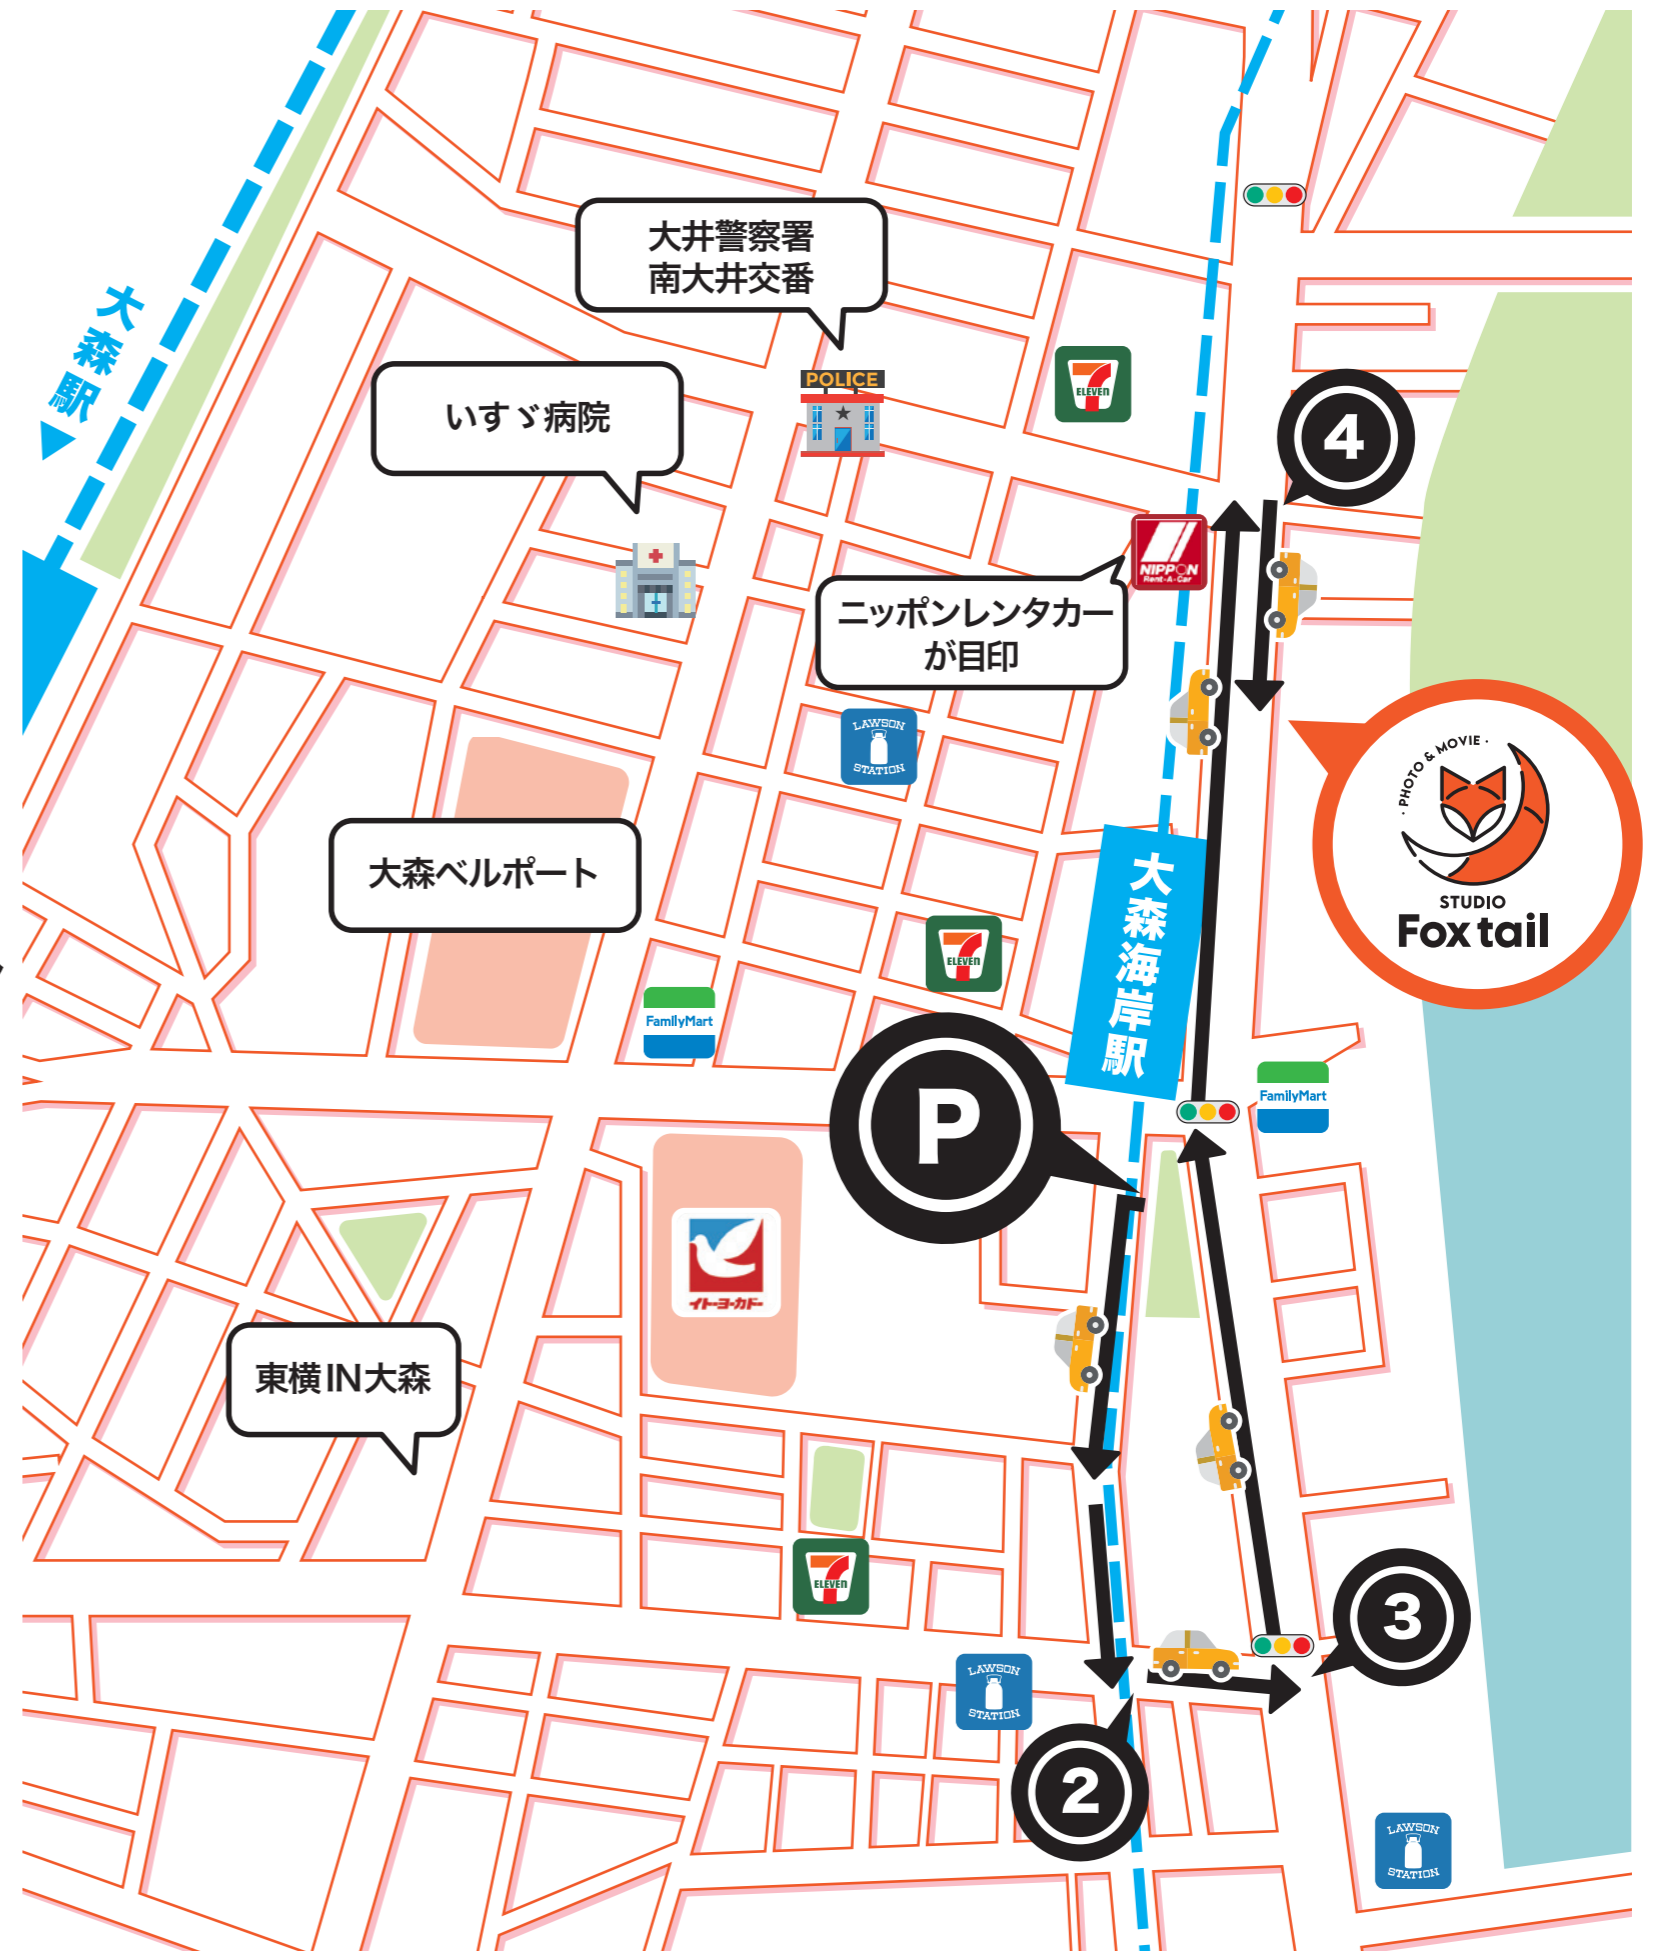 大井警察署
南大井交番
大森駅
POLICE
7
ELEVEN
いすゞ病院
4
NIPPON
Rent-A-Car
ニッポンレンタカー
が目印
LAWSON
STATION
· PHOTO & MOVIE ·
STUDIO
Fox tail
大森ベルポート
大森海岸駅
7
ELEVEN
FamilyMart
P
FamilyMart
イトーヨーカドー
東横IN大森
7
ELEVEN
3
LAWSON
STATION
2
LAWSON
STATION